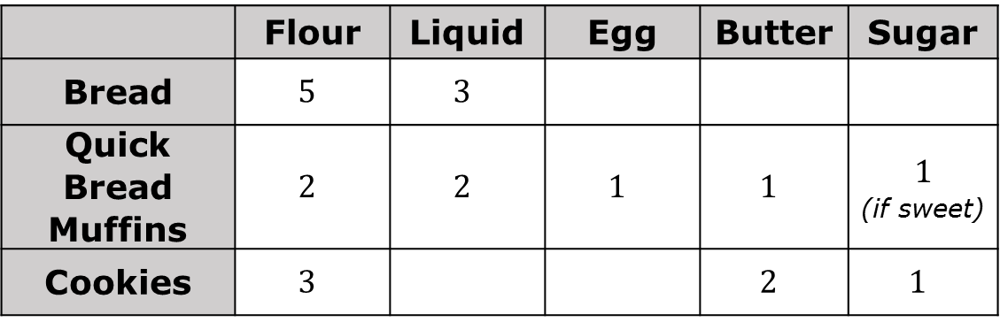 Flour Liquid Egg Butter Sugar
Bread 5 3
Quick
Bread
Muffins 2 2 1 1 1
(if sweet)
Cookies 3 2 1